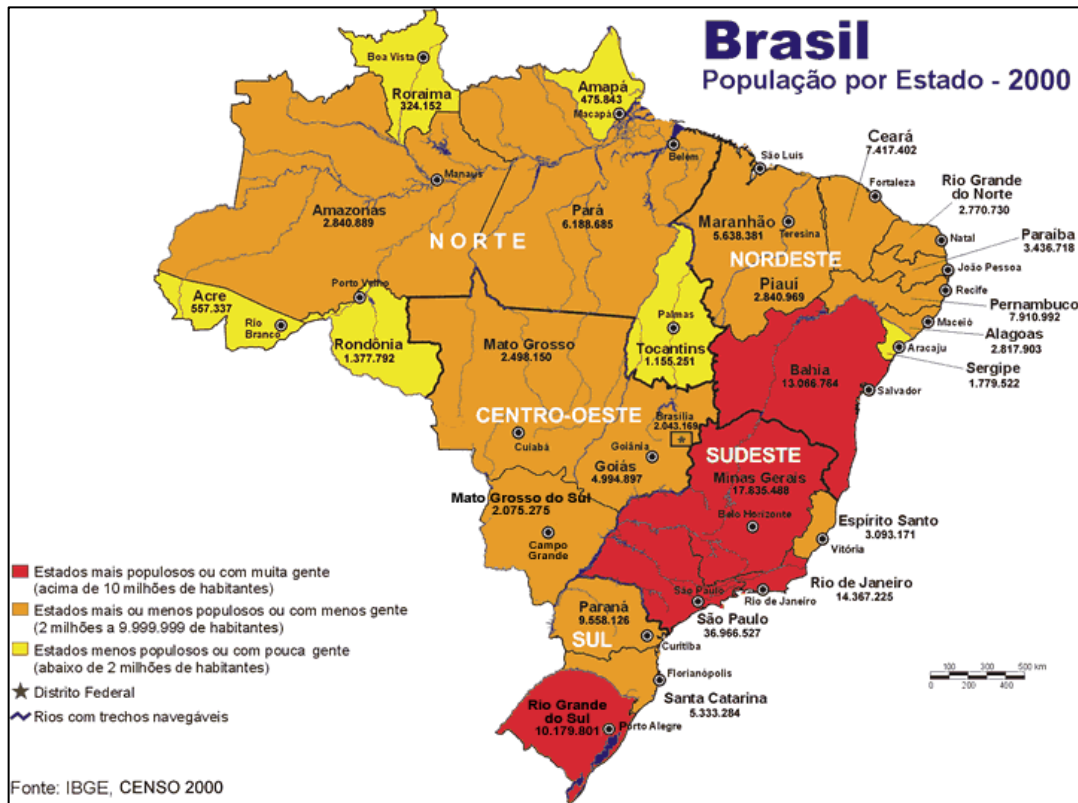 Brasil
População por Estado - 2000
Boa Vista
Roraima
324.152
Amapá
475.843
Macapá
Belém
São Luis
Ceará
7.417.402
Fortaleza
Rio Grande
do Norte
2.770.730
Natal
Paraíba
3.436.718
João Pessoa
Recife
Pernambuco
7.910.992
Maceió
Alagoas
2.817.903
Aracaju
Sergipe
1.779.522
Manaus
Amazonas
2.840.889
NORTE
Pará
6.188.685
Maranhão
5.638.381
Teresina
NORDESTE
Piauí
2.840.969
Acre
557.337
Rio
Branco
Porto Velho
Rondônia
1.377.792
Mato Grosso
2.498.150
Palmas
Tocantins
1.155.251
Bahia
13.066.764
Salvador
CENTRO-OESTE
Cuiabá
Brasília
2.043.169
Goiânia
Goiás
4.994.897
SUDESTE
Minas Gerais
17.835.488
Belo Horizonte
Mato Grosso do Sul
2.075.275
Campo
Grande
Espírito Santo
3.093.171
Vitória
Rio de Janeiro
14.367.225
Rio de Janeiro
São Paulo
São Paulo
36.966.527
Paraná
9.558.126
SUL
Curitiba
Florianópolis
Santa Catarina
5.333.284
Rio Grande
do Sul
10.179.801
Porto Alegre
Estados mais populosos ou com muita gente
(acima de 10 milhões de habitantes)
Estados mais ou menos populosos ou com menos gente
(2 milhões a 9.999.999 de habitantes)
Estados menos populosos ou com pouca gente
(abaixo de 2 milhões de habitantes)
Distrito Federal
Rios com trechos navegáveis
100 300 500 km
0 200 400
Fonte: IBGE, CENSO 2000